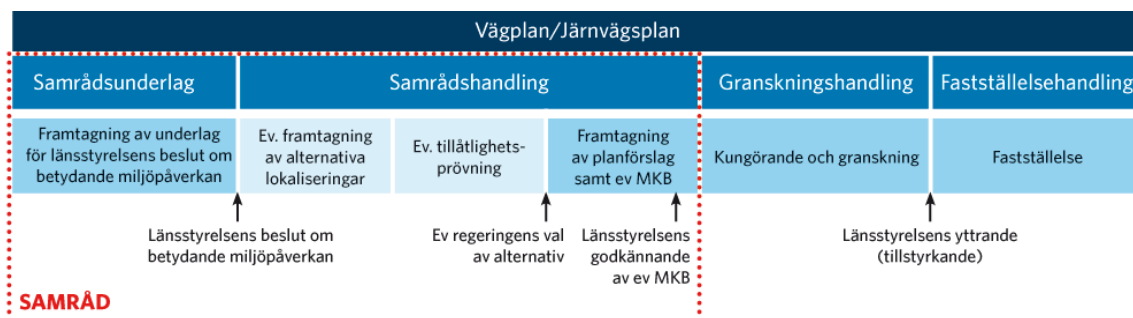 Vägplan/Järnvägsplan
Samrådsunderlag
Samrådshandling
Granskningshandling
Fastställelsehandling
Framtagning av underlag
för länsstyrelsens beslut om
betydande miljöpåverkan
Ev. framtagning
av alternativa
lokaliseringar
Ev. tillåtlighets-
prövning
Framtagning
av planförslag
samt ev MKB
Kungörande och granskning
Fastställelse
Länsstyrelsens beslut om
betydande miljöpåverkan
Ev regeringens val
av alternativ
Länsstyrelsens
godkännande
av ev MKB
Länsstyrelsens yttrande
(tillstyrkande)
SAMRÅD